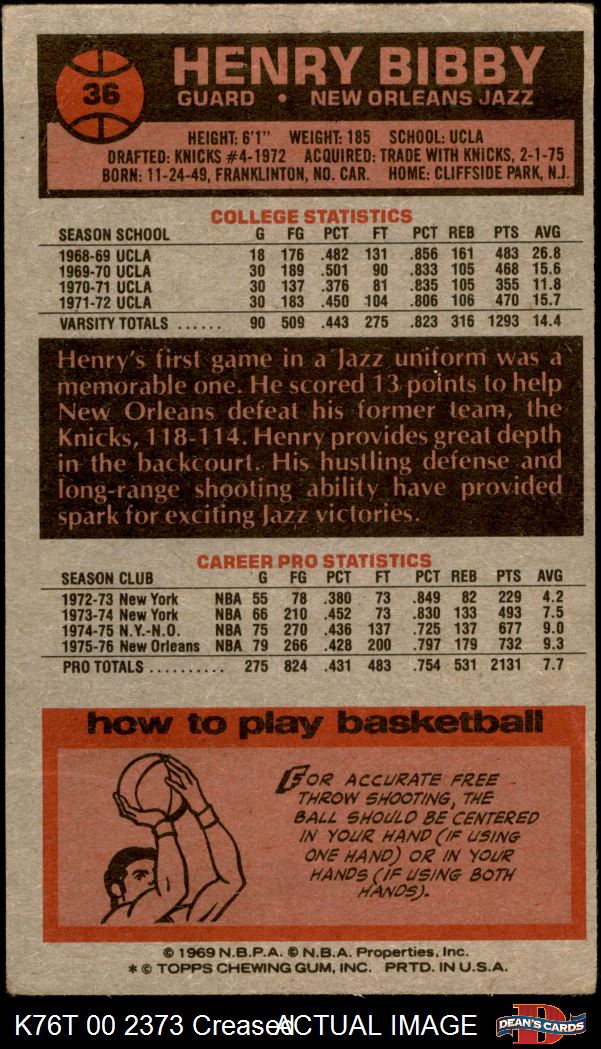 36
HENRY BIBBY
GUARD • NEW ORLEANS JAZZ
HEIGHT: 6'1" WEIGHT: 185 SCHOOL: UCLA
DRAFTED: KNICKS #4-1972 ACQUIRED: TRADE WITH KNICKS, 2-1-75
BORN: 11-24-49, FRANKLINTON, NO. CAR. HOME: CLIFFSIDE PARK, N.J.
COLLEGE STATISTICS
SEASON SCHOOL G FG PCT FT PCT REB PTS AVG
1968-69 UCLA 18 176 .482 131 .856 161 483 26.8
1969-70 UCLA 30 189 .501 90 .833 105 468 15.6
1970-71 UCLA 30 137 .376 81 .835 105 355 11.8
1971-72 UCLA 30 183 .450 104 .806 106 470 15.7
VARSITY TOTALS ...... 90 509 .443 275 .823 316 1293 14.4
Henry's first game in a Jazz uniform was a
memorable one. He scored 13 points to help
New Orleans defeat his former team, the
Knicks, 118-114. Henry provides great depth
in the backcourt. His hustling defense and
long-range shooting ability have provided
spark for exciting Jazz victories.
CAREER PRO STATISTICS
SEASON CLUB G FG PCT FT PCT REB PTS AVG
1972-73 New York NBA 55 78 .380 73 .849 82 229 4.2
1973-74 New York NBA 66 210 .452 73 .830 133 493 7.5
1974-75 N.Y.-N.O. NBA 75 270 .436 137 .725 137 677 9.0
1975-76 New Orleans NBA 79 266 .428 200 .797 179 732 9.3
PRO TOTALS .......... 275 824 .431 483 .754 531 2131 7.7
how to play basketball
FOR ACCURATE FREE
THROW SHOOTING, THE
BALL SHOULD BE CENTERED
IN YOUR HAND (IF USING
ONE HAND) OR IN YOUR
HANDS (IF USING BOTH
HANDS).
© 1969 N.B.P.A. © N.B.A. Properties, Inc.
* © TOPPS CHEWING GUM, INC. PRTD. IN U.S.A.
K76T 00 2373 Creased ACTUAL IMAGE
D
DEAN'S CARDS